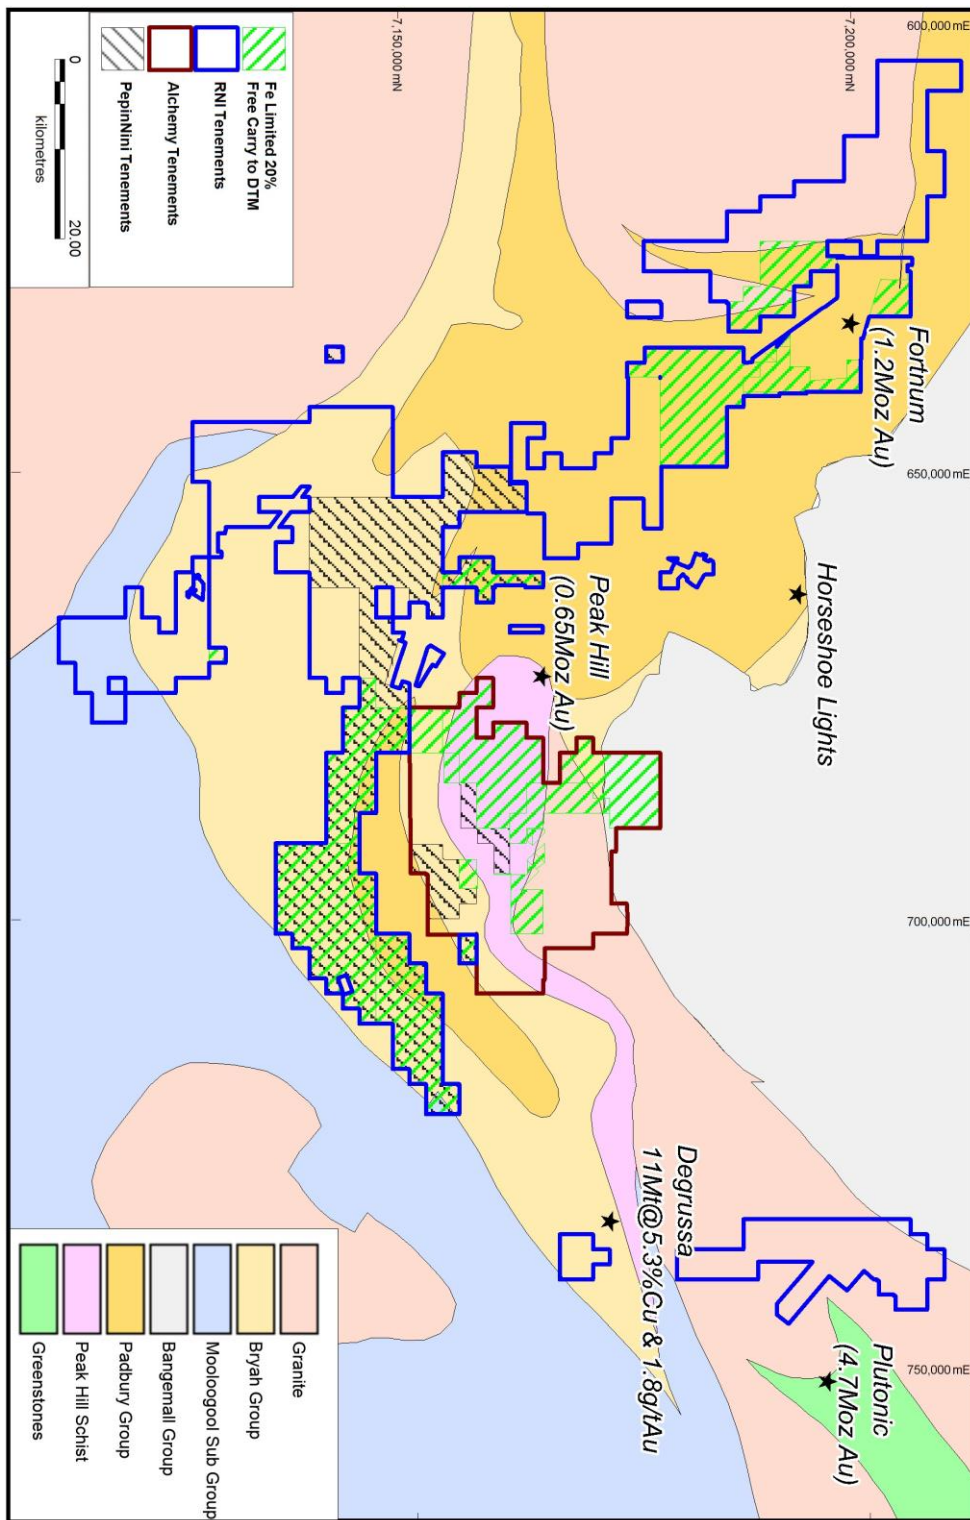 600,000 mE
650,000 mE
700,000 mE
750,000 mE
7,200,000 mN
7,150,000 mN
Fortnum
(1.2Moz Au)
Horseshoe Lights
Peak Hill
(0.65Moz Au)
Degrussa
11Mt@5.3%Cu & 1.8g/tAu
Plutonic
(4.7Moz Au)
Fe Limited 20%
Free Carry to DTM
RNI Tenements
Alchemy Tenements
PepinNini Tenements
0
20.00
kilometres
Granite
Bryah Group
Mooloogool Sub Group
Bangemall Group
Padbury Group
Peak Hill Schist
Greenstones